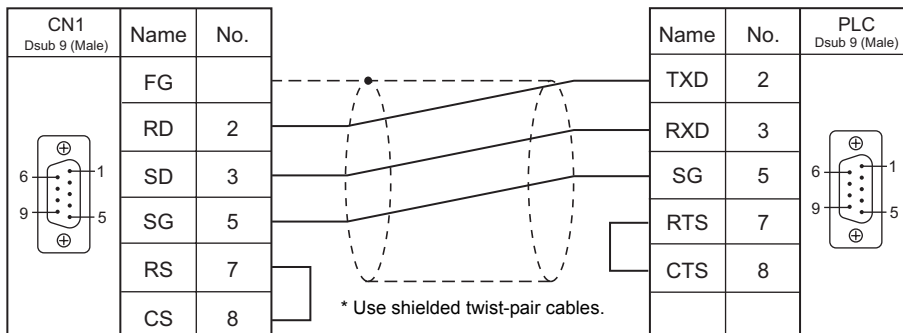 CN1
Dsub 9 (Male)
Name No.
FG
RD 2
SD 3
SG 5
RS 7
CS 8
6 1
9 5
* Use shielded twist-pair cables.
Name No.
PLC
Dsub 9 (Male)
TXD 2
RXD 3
SG 5
RTS 7
CTS 8
6 1
9 5